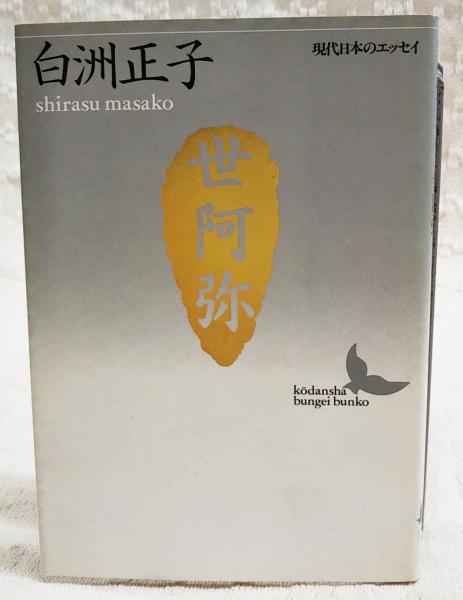 白洲正子
shirasu masako
現代日本のエッセイ
世阿弥
kōdansha
bungei bunko